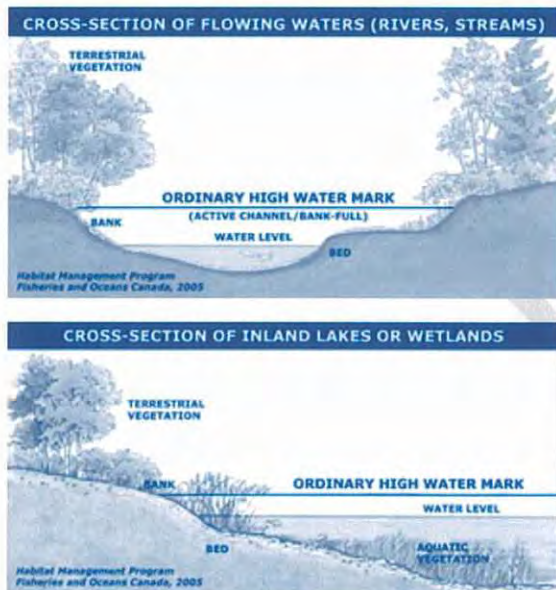 CROSS-SECTION OF FLOWING WATERS (RIVERS, STREAMS)
TERRESTRIAL
VEGETATION
ORDINARY HIGH WATER MARK
(ACTIVE CHANNEL/BANK-FULL)
BANK
WATER LEVEL
BED
Habitat Management Program
Fisheries and Oceans Canada, 2005
CROSS-SECTION OF INLAND LAKES OR WETLANDS
TERRESTRIAL
VEGETATION
BANK
ORDINARY HIGH WATER MARK
WATER LEVEL
BED
AQUATIC
VEGETATION
Habitat Management Program
Fisheries and Oceans Canada, 2005